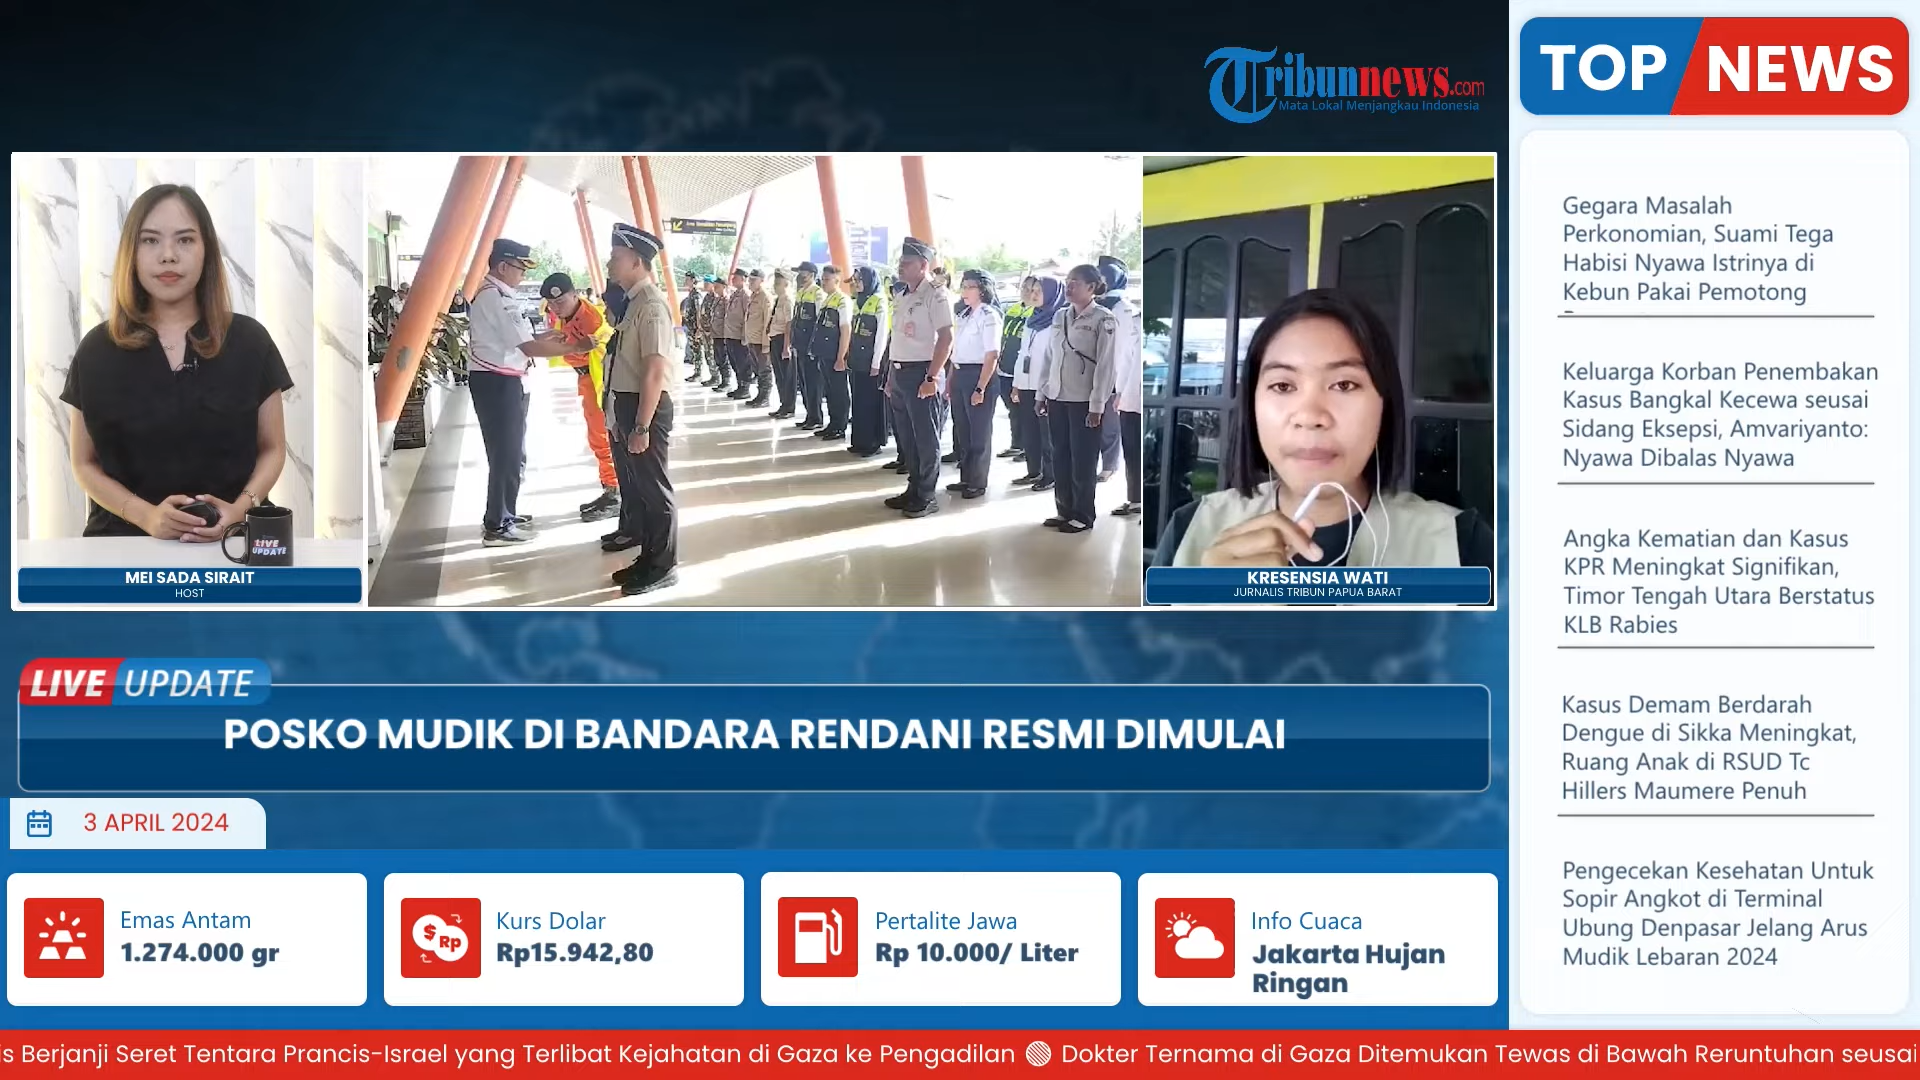 Tribunnews.com
Mata Lokal Menjangkau Indonesia
TOP NEWS
Gegara Masalah
Perkonomian, Suami Tega
Habisi Nyawa Istrinya di
Kebun Pakai Pemotong
Keluarga Korban Penembakan
Kasus Bangkal Kecewa seusai
Sidang Eksepsi, Amvariyanto:
Nyawa Dibalas Nyawa
Angka Kematian dan Kasus
KPR Meningkat Signifikan,
Timor Tengah Utara Berstatus
KLB Rabies
Kasus Demam Berdarah
Dengue di Sikka Meningkat,
Ruang Anak di RSUD Tc
Hillers Maumere Penuh
Pengecekan Kesehatan Untuk
Sopir Angkot di Terminal
Ubung Denpasar Jelang Arus
Mudik Lebaran 2024
LIVE
UPDATE
MEI SADA SIRAIT
HOST
KRESENSIA WATI
JURNALIS TRIBUN PAPUA BARAT
LIVE UPDATE
POSKO MUDIK DI BANDARA RENDANI RESMI DIMULAI
3 APRIL 2024
Emas Antam
1.274.000 gr
Kurs Dolar
Rp15.942,80
Pertalite Jawa
Rp 10.000/ Liter
Info Cuaca
Jakarta Hujan
Ringan
$ Rp
is Berjanji Seret Tentara Prancis-Israel yang Terlibat Kejahatan di Gaza ke Pengadilan Dokter Ternama di Gaza Ditemukan Tewas di Bawah Reruntuhan seusai